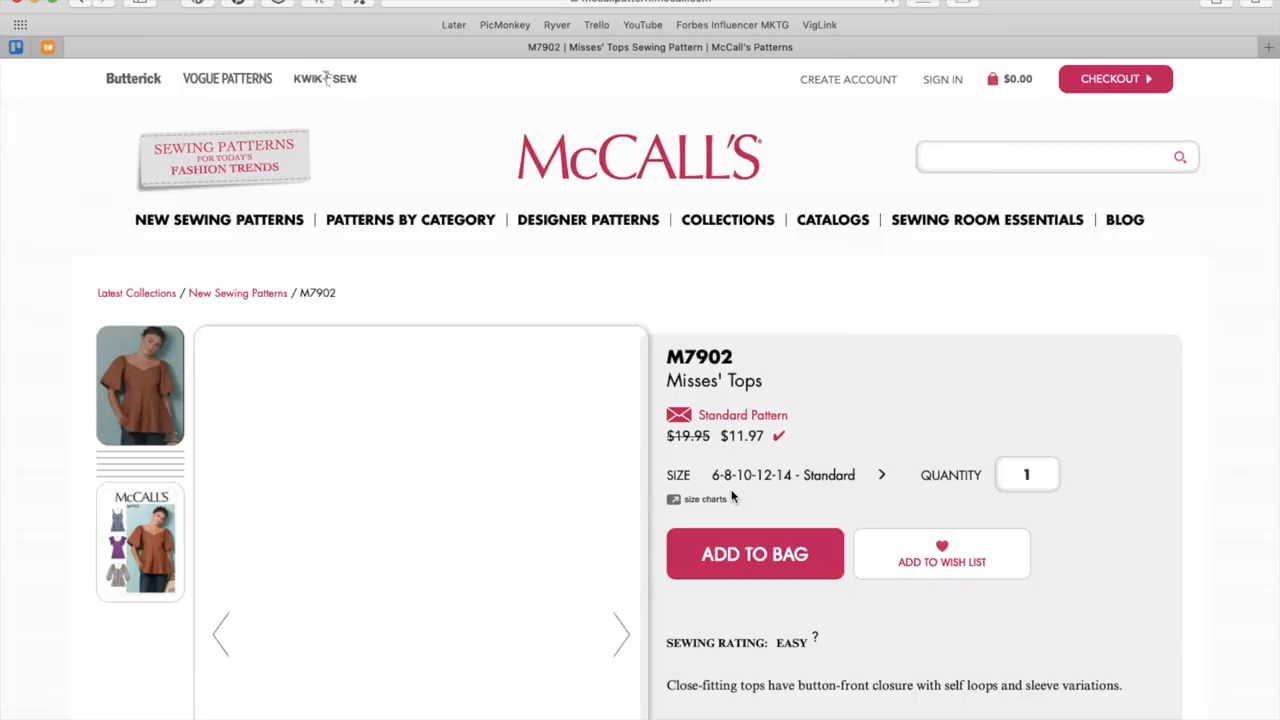 Later PicMonkey Ryver Trello YouTube Forbes Influencer MKTG VigLink
M7902 | Misses' Tops Sewing Pattern | McCall's Patterns
Butterick VOGUE PATTERNS KWIK SEW CREATE ACCOUNT SIGN IN $0.00 CHECKOUT
SEWING PATTERNS
FOR TODAY'S
FASHION TRENDS
McCALL'S
NEW SEWING PATTERNS | PATTERNS BY CATEGORY | DESIGNER PATTERNS | COLLECTIONS | CATALOGS | SEWING ROOM ESSENTIALS | BLOG
Latest Collections / New Sewing Patterns / M7902
McCALL'S
M7902
Misses' Tops
Standard Pattern
$19.95 $11.97
SIZE 6-8-10-12-14 - Standard QUANTITY 1
size charts
ADD TO BAG
ADD TO WISH LIST
SEWING RATING: EASY ?
Close-fitting tops have button-front closure with self loops and sleeve variations.